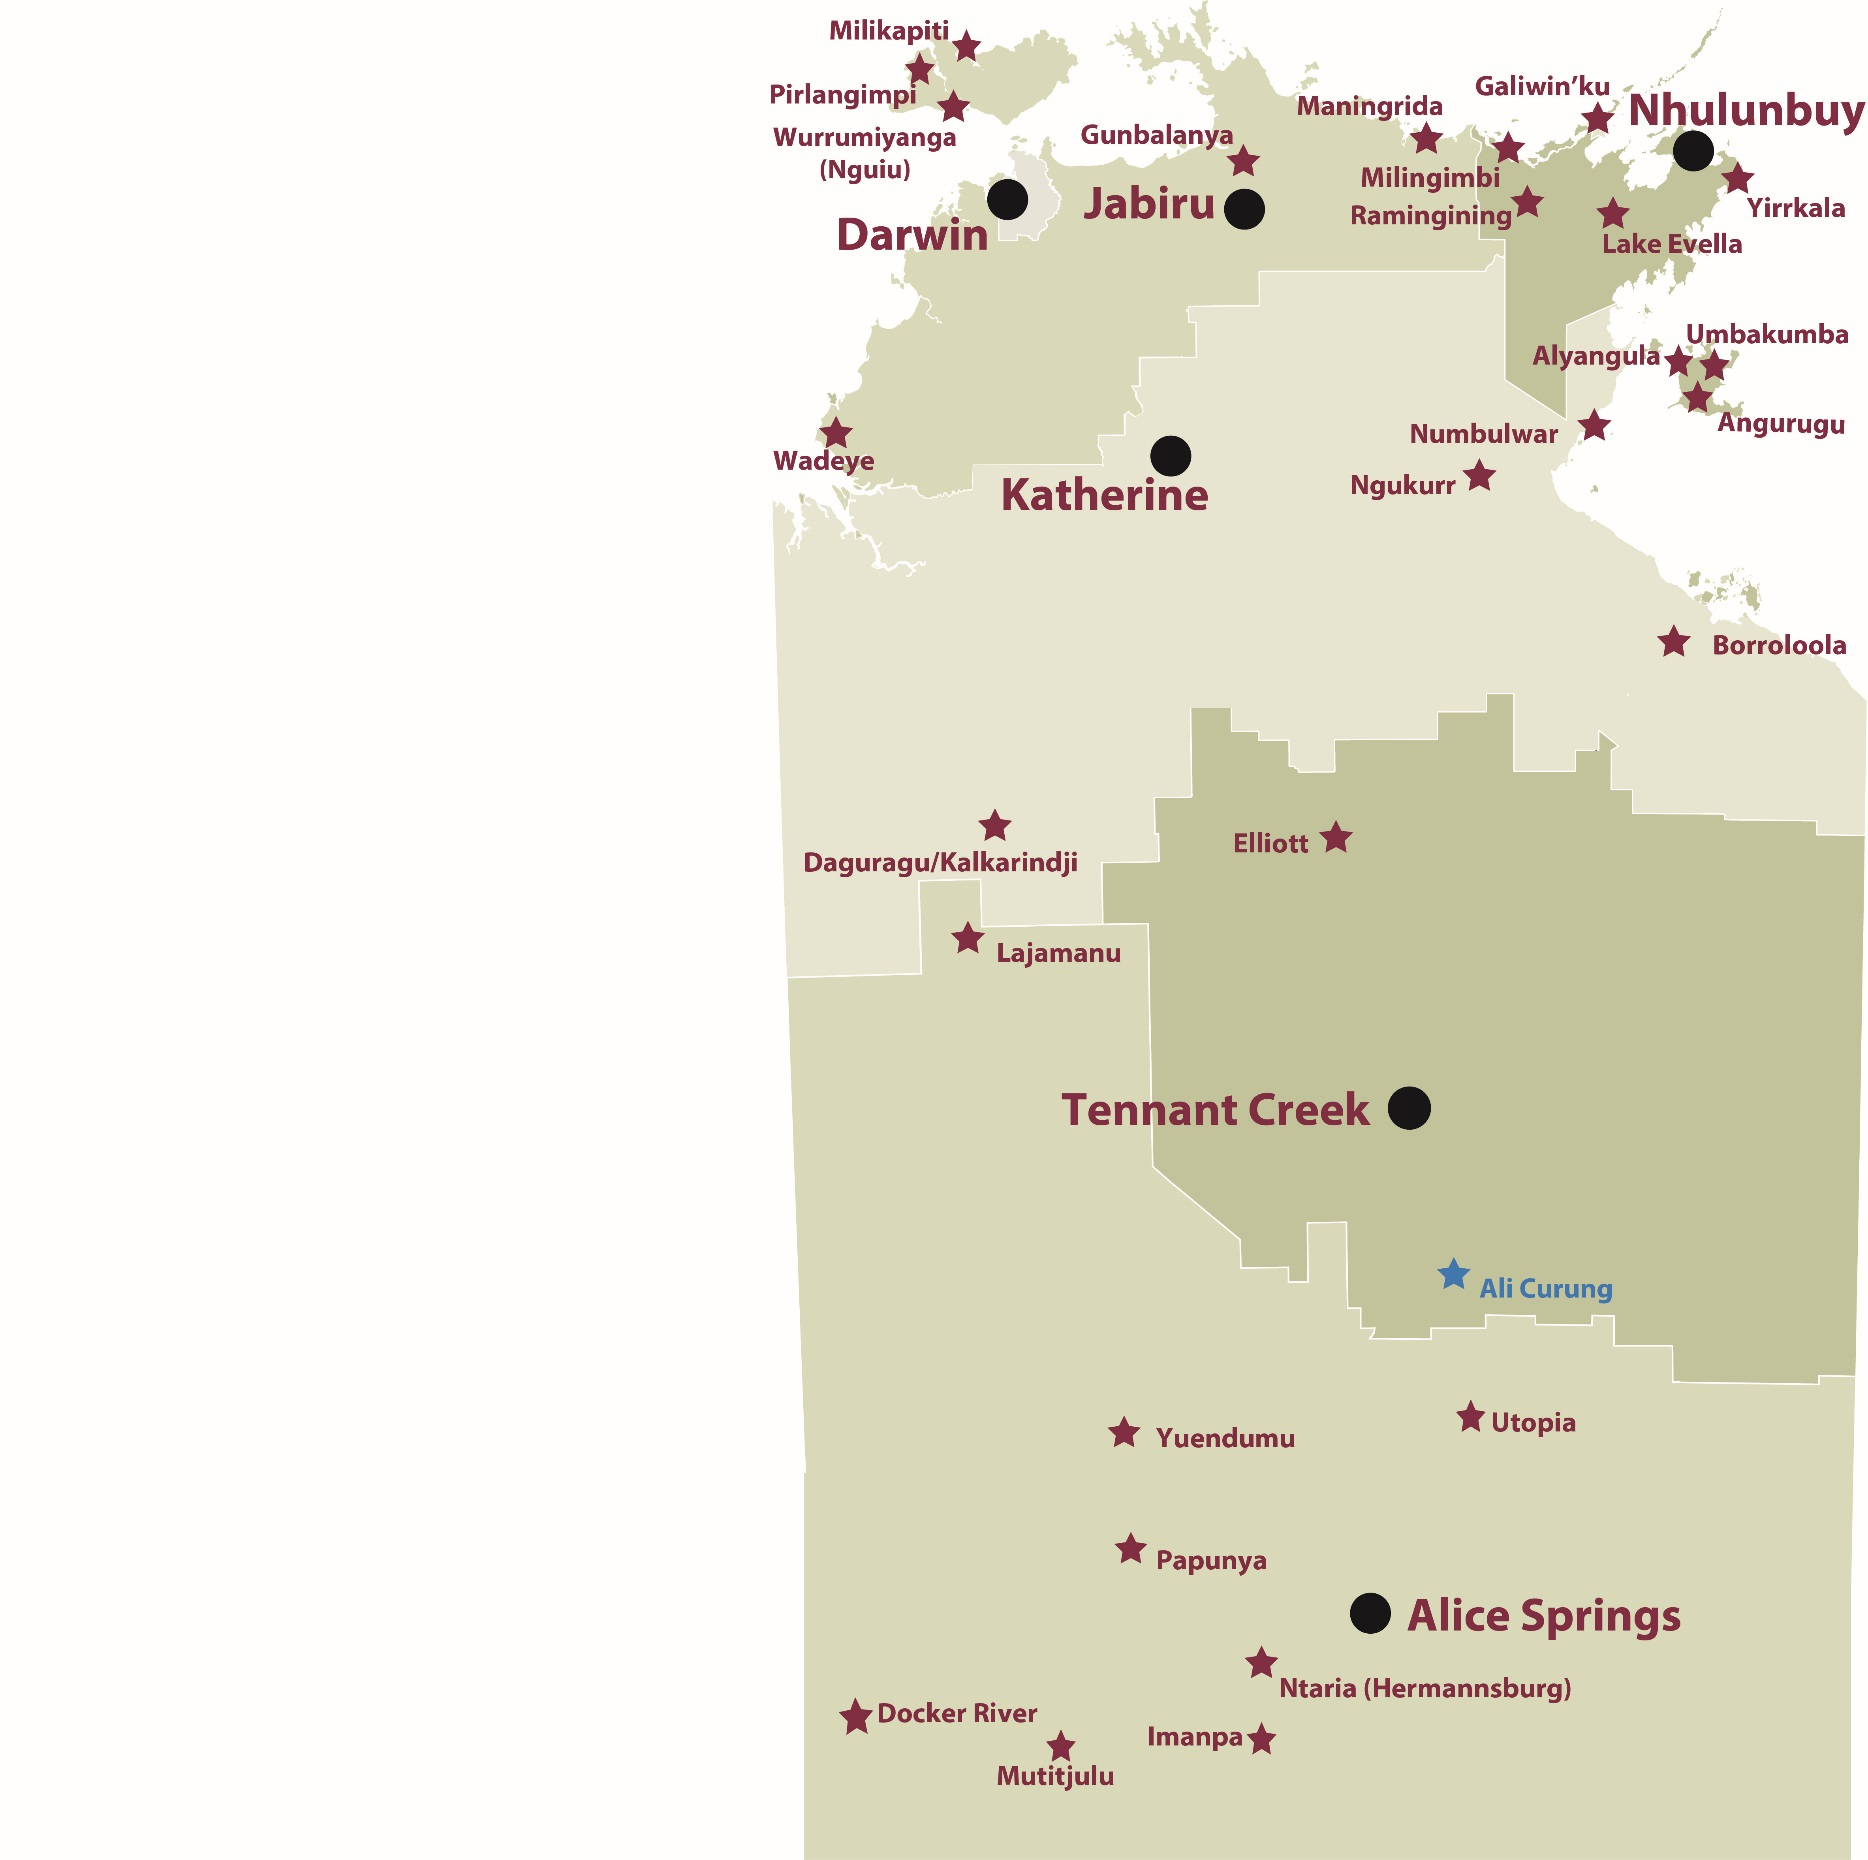 Milikapiti
Pirlangimpi
Wurrumiyanga
(Nguiu)
Darwin
Gunbalanya
Jabiru
Maningrida
Galiwin’ku
Nhulunbuy
Milingimbi
Ramingining
Yirrkala
Lake Evella
Umbakumba
Alyangula
Angurugu
Numbulwar
Ngukurr
Wadeye
Katherine
Borroloola
Elliott
Daguragu/Kalkarindji
Lajamanu
Tennant Creek
Ali Curung
Utopia
Yuendumu
Papunya
Alice Springs
Ntaria (Hermannsburg)
Docker River
Imanpa
Mutitjulu